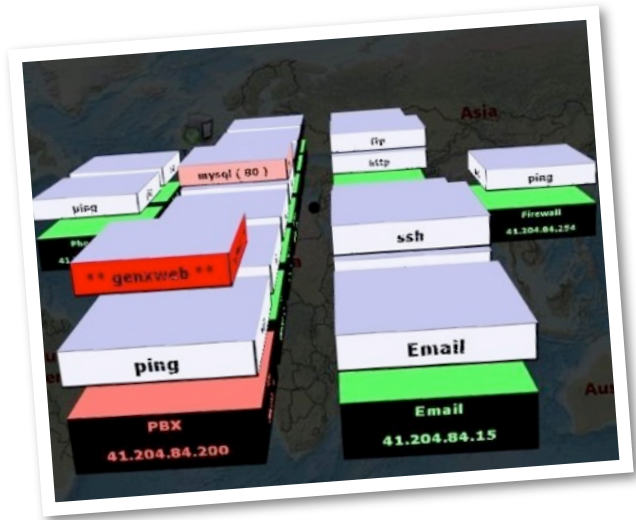 Asia
ftp
http
mysql ( 80 )
ping
ping
Firewall
41.204.84.254
ssh
** genxweb **
ping
Email
PBX
41.204.84.200
Email
41.204.84.15
Aus